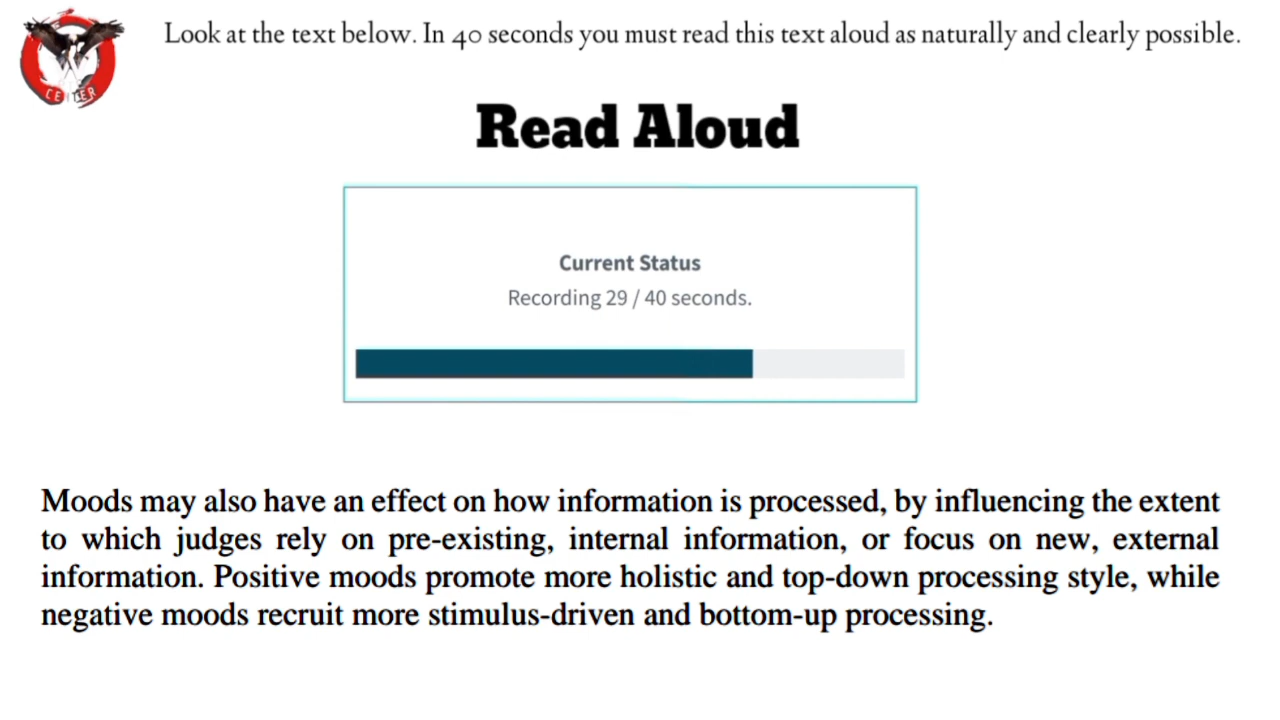 Look at the text below. In 40 seconds you must read this text aloud as naturally and clearly possible.
CENTER
Read Aloud
Current Status
Recording 29 / 40 seconds.
Moods may also have an effect on how information is processed, by influencing the extent
to which judges rely on pre-existing, internal information, or focus on new, external
information. Positive moods promote more holistic and top-down processing style, while
negative moods recruit more stimulus-driven and bottom-up processing.